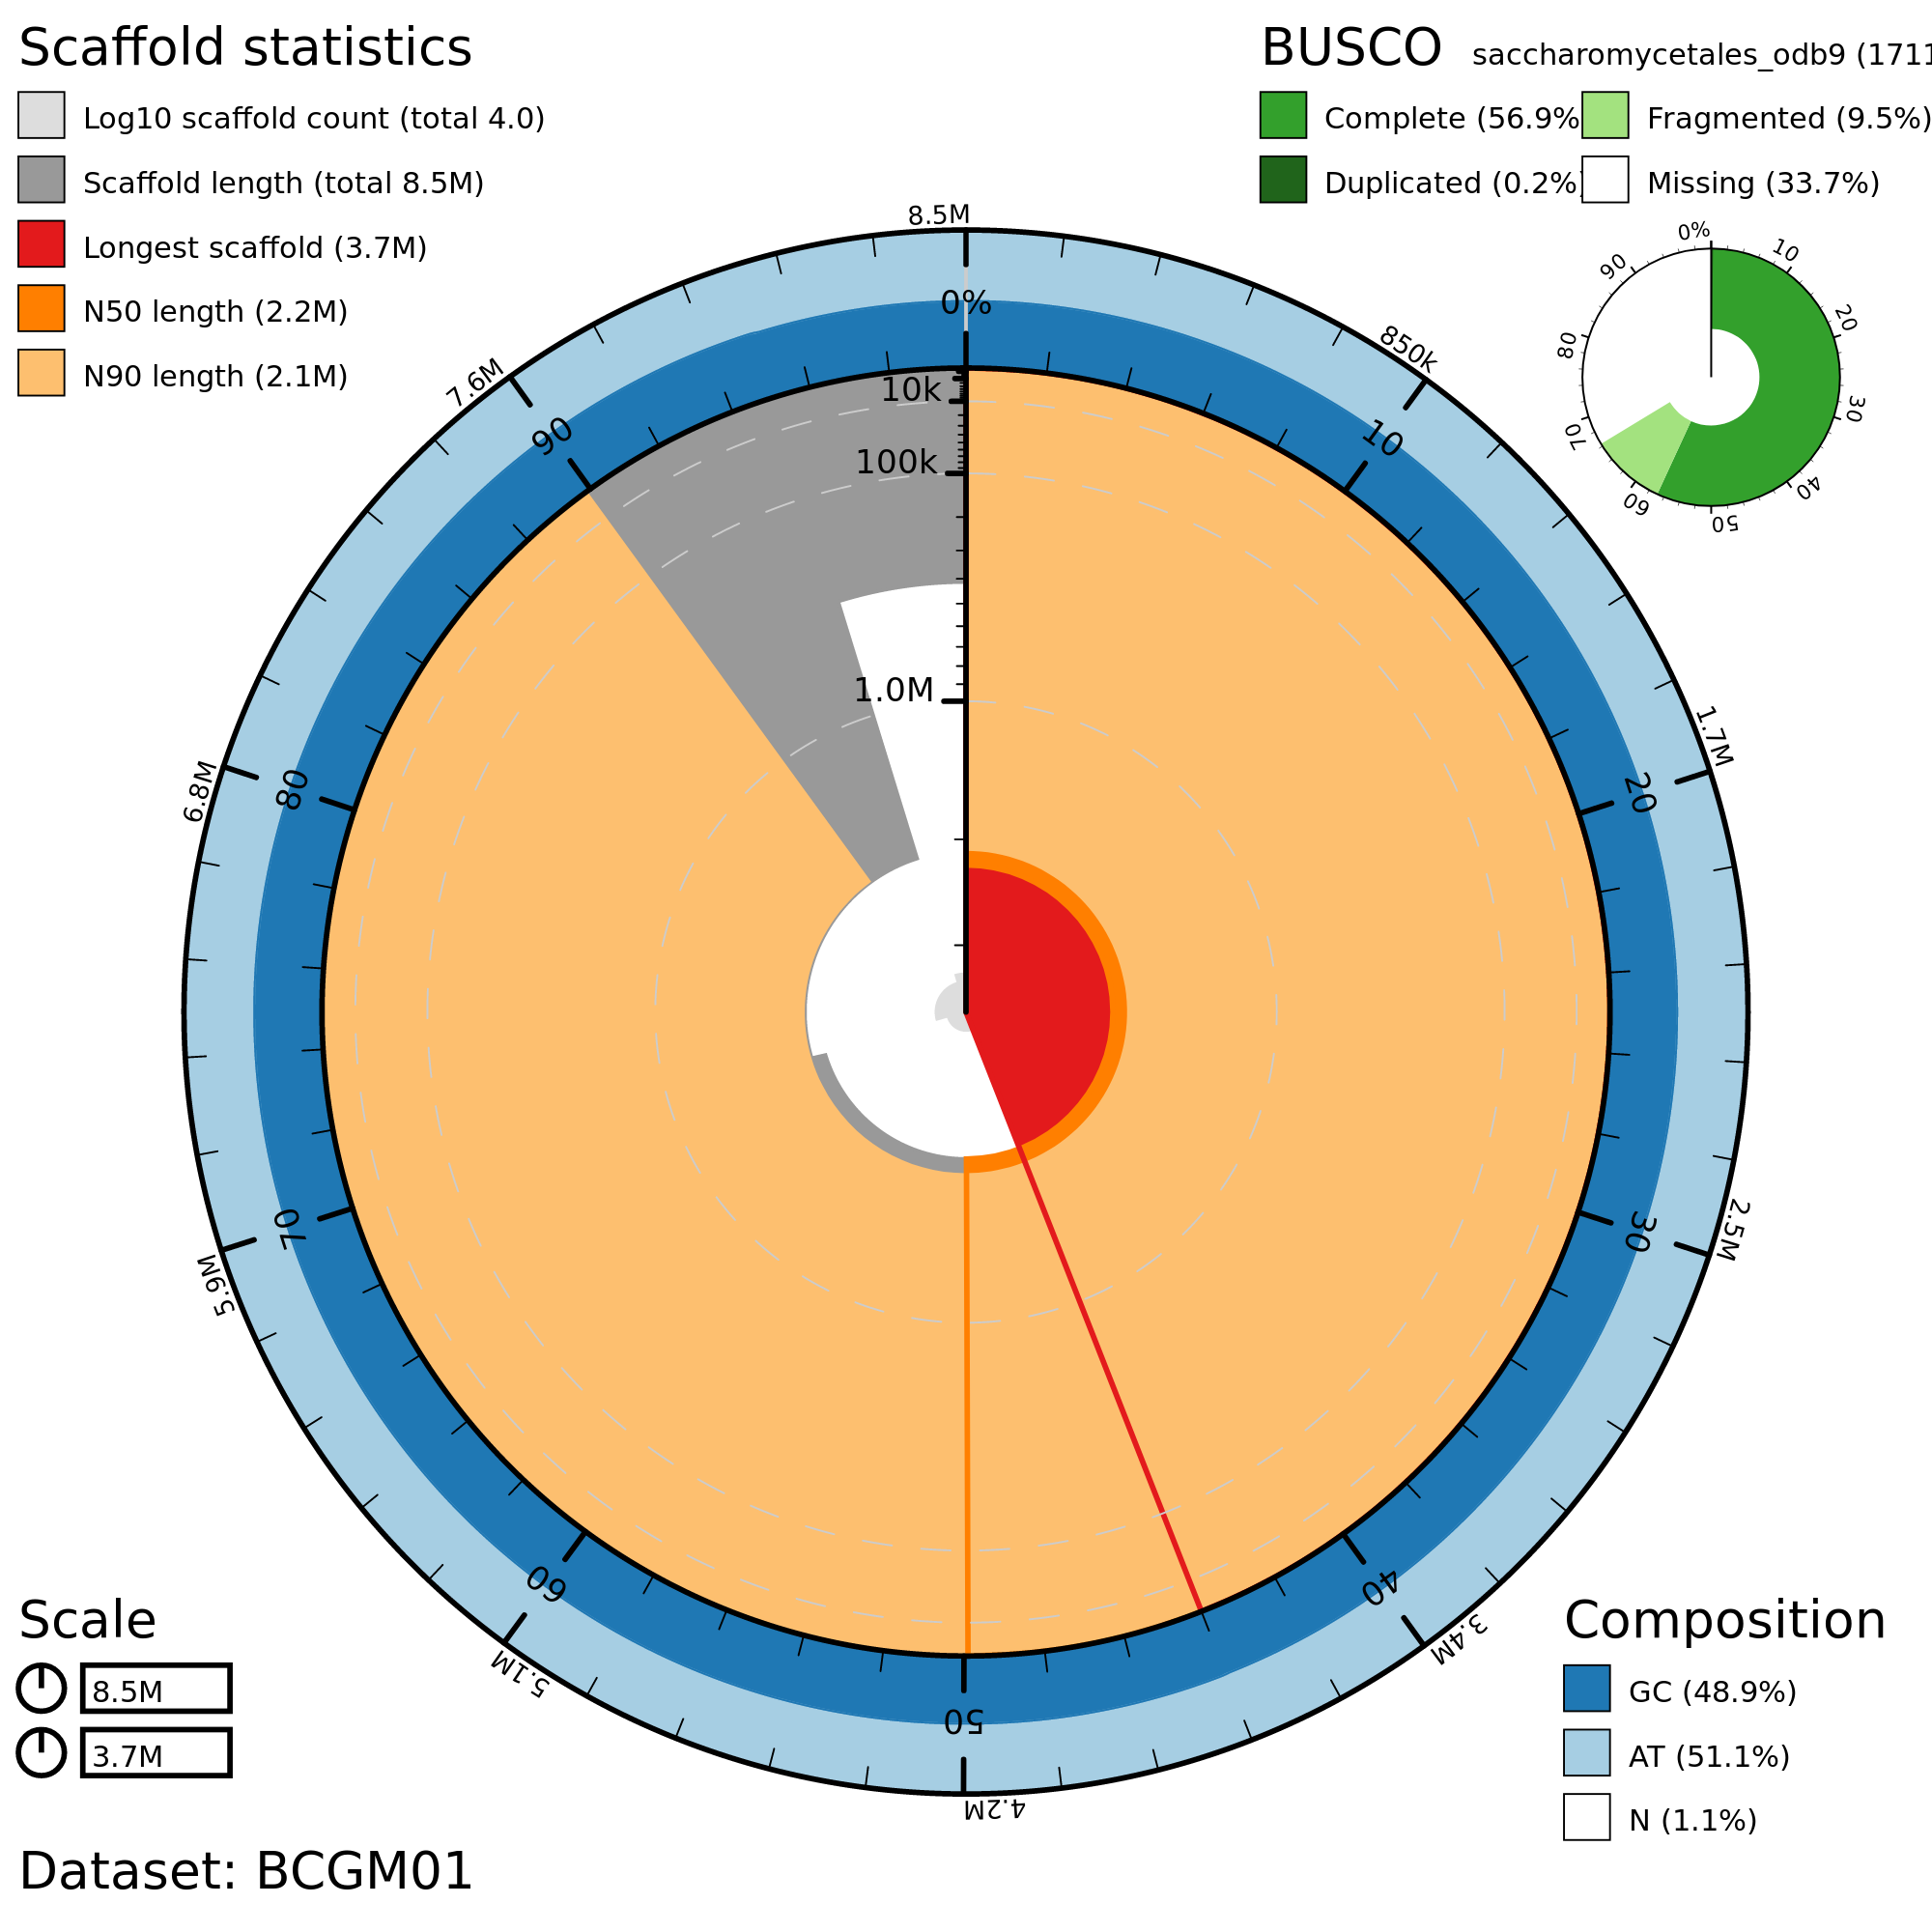 Scaffold statistics
Log10 scaffold count (total 4.0)
Scaffold length (total 8.5M)
Longest scaffold (3.7M)
N50 length (2.2M)
N90 length (2.1M)
BUSCO saccharomycetales_odb9 (1711
Complete (56.9%
Fragmented (9.5%)
Duplicated (0.2%)
Missing (33.7%)
0%
10
20
30
40
50
60
70
80
90
8.5M
850k
1.7M
2.5M
3.4M
4.2M
5.1M
5.9M
6.8M
7.6M
0%
10
20
30
40
50
60
70
80
90
10k
100k
1.0M
Scale
8.5M
3.7M
Composition
GC (48.9%)
AT (51.1%)
N (1.1%)
Dataset: BCGM01